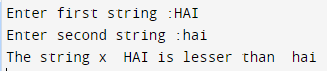 Enter first string :HAI
Enter second string :hai
The string x  HAI is lesser than  hai